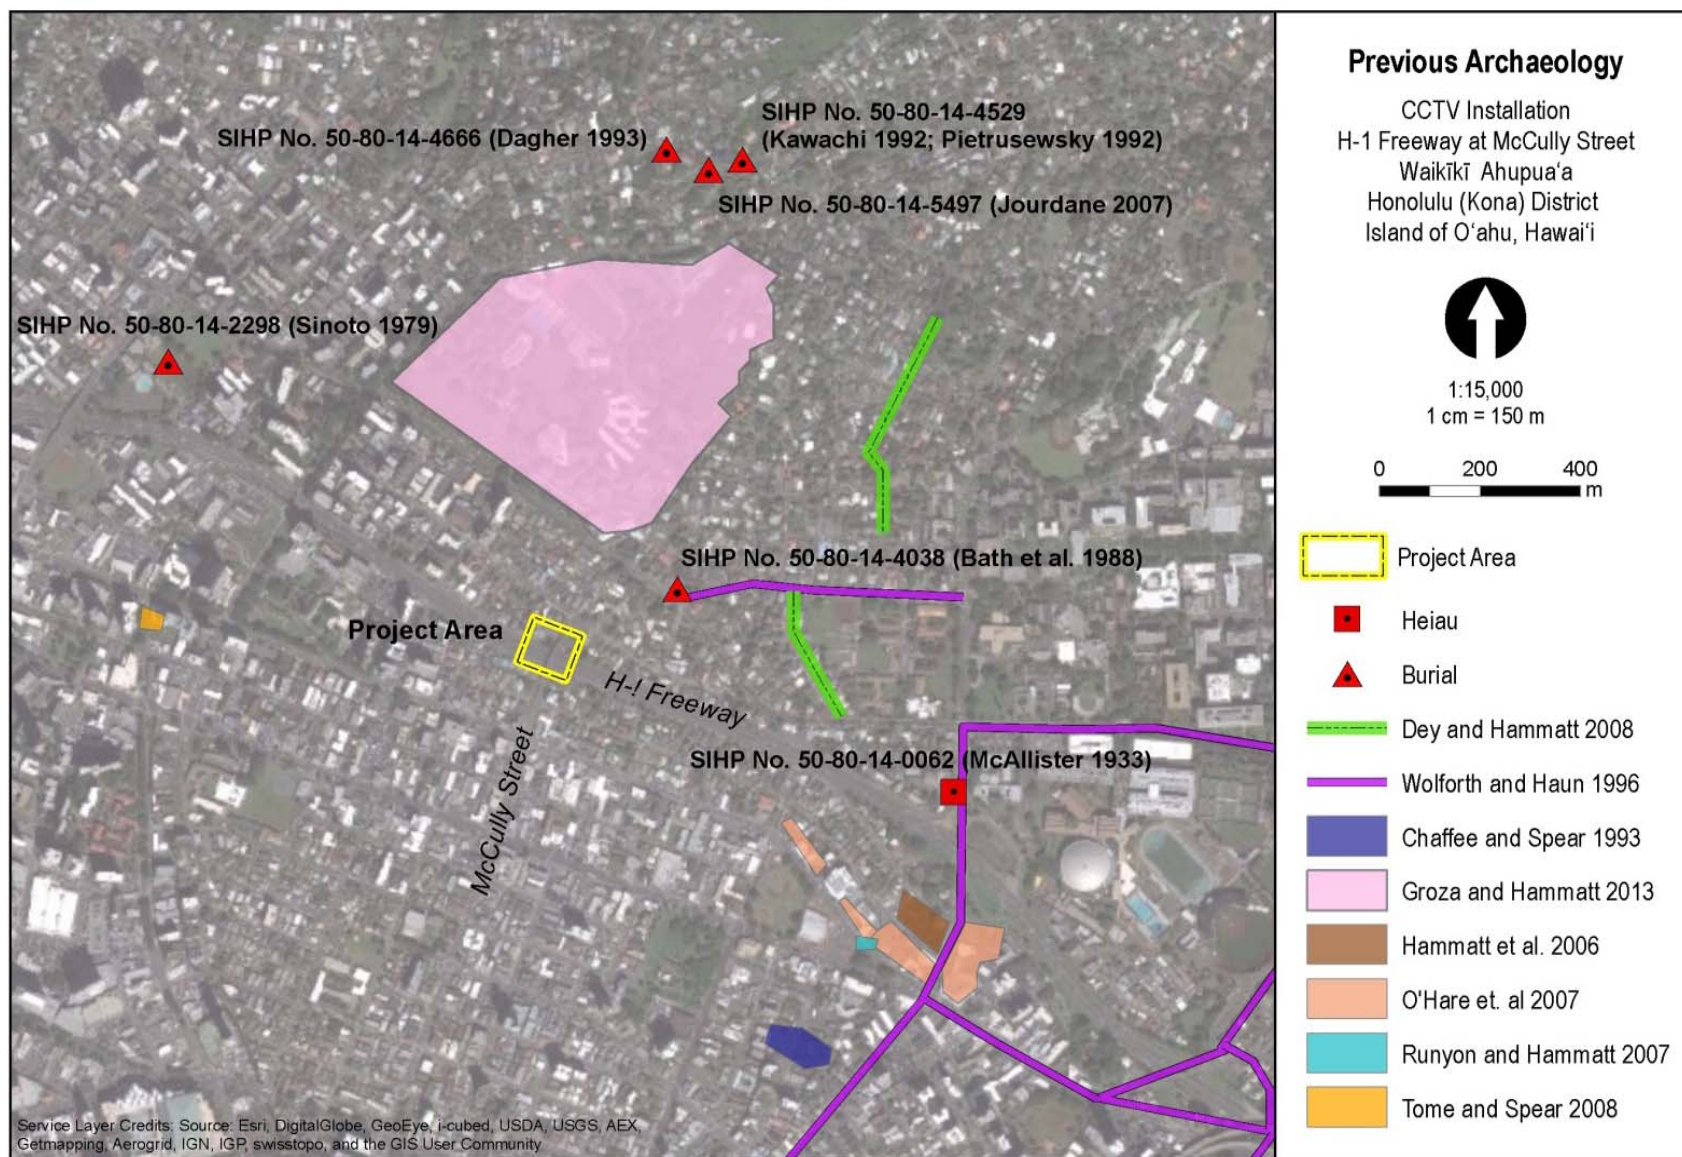 SIHP No. 50-80-14-4529
(Kawachi 1992; Pietrusewsky 1992)
SIHP No. 50-80-14-4666 (Dagher 1993)
SIHP No. 50-80-14-5497 (Jourdane 2007)
SIHP No. 50-80-14-2298 (Sinoto 1979)
SIHP No. 50-80-14-4038 (Bath et al. 1988)
Project Area
H-! Freeway
McCully Street
SIHP No. 50-80-14-0062 (McAllister 1933)
Service Layer Credits: Source: Esri, DigitalGlobe, GeoEye, i-cubed, USDA, USGS, AEX,
Getmapping, Aerogrid, IGN, IGP, swisstopo, and the GIS User Community
Previous Archaeology
CCTV Installation
H-1 Freeway at McCully Street
Waikīkī Ahupua‘a
Honolulu (Kona) District
Island of O‘ahu, Hawai‘i
1:15,000
1 cm = 150 m
0 200 400
m
Project Area
Heiau
Burial
Dey and Hammatt 2008
Wolforth and Haun 1996
Chaffee and Spear 1993
Groza and Hammatt 2013
Hammatt et al. 2006
O'Hare et. al 2007
Runyon and Hammatt 2007
Tome and Spear 2008